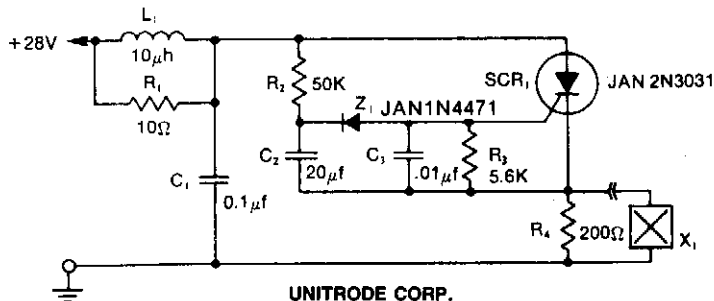 L₁
+28V
10μh
R₁
10Ω
C₁
0.1μf
R₂
50K
Z₁ JAN1N4471
C₂
20μf
C₃
.01μf
R₃
5.6K
SCR₁
JAN 2N3031
R₄
200Ω
X₁
UNITRODE CORP.